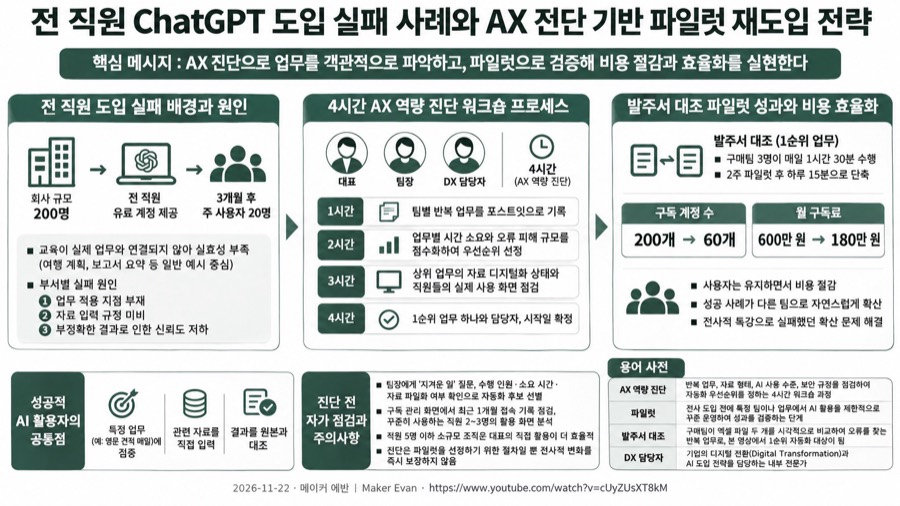 전 직원 ChatGPT 도입 실패 사례와 AX 전단 기반 파일럿 재도입 전략
핵심 메시지 : AX 진단으로 업무를 객관적으로 파악하고, 파일럿으로 검증해 비용 절감과 효율화를 실현한다
전 직원 도입 실패 배경과 원인
회사 규모
200명
전 직원
유료 계정 제공
3개월 후
주 사용자 20명
■ 교육이 실제 업무와 연결되지 않아 실효성 부족
(여행 계획, 보고서 요약 등 일반 예시 중심)
■ 부서별 실패 원인
1 업무 적용 지점 부재
2 자료 입력 규정 미비
3 부정확한 결과로 인한 신뢰도 저하
4시간 AX 역량 진단 워크숍 프로세스
대표
팀장
DX 담당자
4시간
(AX 역량 진단)
1시간
팀별 반복 업무를 포스트잇으로 기록
2시간
업무별 시간 소요와 오류 피해 규모를
점수화하여 우선순위 선정
3시간
상위 업무의 자료 디지털화 상태와
직원들의 실제 사용 화면 점검
4시간
1순위 업무 하나와 담당자, 시작일 확정
발주서 대조 파일럿 성과와 비용 효율화
발주서 대조 (1순위 업무)
■ 구매팀 3명이 매일 1시간 30분 수행
■ 2주 파일럿 후 하루 15분으로 단축
구독 계정 수
200개 → 60개
월 구독료
600만 원 → 180만 원
■ 사용자는 유지하면서 비용 절감
■ 성공 사례가 다른 팀으로 자연스럽게 확산
■ 전사적 독강으로 실패했던 확산 문제 해결
성공적
AI 활용자의
공통점
특정 업무
(예: 영문 견적 메일)에
집중
관련 자료를
직접 입력
결과를 원본과
대조
진단 전
자가 점검과
주의사항
■ 팀장에게 '지겨운 일' 질문, 수행 인원·소요 시간·
자료 파일화 여부 확인으로 자동화 후보 선별
■ 구독 관리 화면에서 최근 1개월 접속 기록 점검,
꾸준히 사용하는 직원 2~3명의 활용 화면 분석
■ 직원 5명 이하 소규모 조직은 대표의 직접 활용이 더 효율적
■ 진단은 파일럿을 선정하기 위한 절차일 뿐 전사적 변화를
즉시 보장하지 않음
용어 사전
AX 역량 진단
반복 업무, 자료 형태, AI 사용 수준, 보안 규정을 점검하여
자동화 우선순위를 정하는 4시간 워크숍 과정
파일럿
전사 도입 전에 특정 팀이나 업무에서 AI 활용을 제한적으로
꾸준 운영하여 성과를 검증하는 단계
발주서 대조
구매팀이 엑셀 파일 두 개를 시각적으로 비교하여 오류를 찾는
반복 업무로, 본 영상에서 1순위 자동화 대상이 됨
DX 담당자
기업의 디지털 전환(Digital Transformation)과
AI 도입 전략을 담당하는 내부 전문가
2026-11-22 · 메이커 에반 | Maker Evan · https://www.youtube.com/watch?v=cUyZUsXT8kM